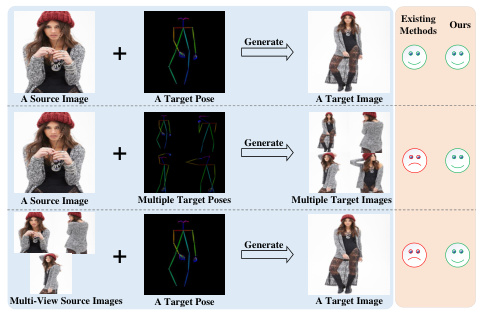 Existing
Methods
Ours
Generate
A Source Image
A Target Pose
A Target Image
Generate
A Source Image
Multiple Target Poses
Multiple Target Images
Generate
Multi-View Source Images
A Target Pose
A Target Image